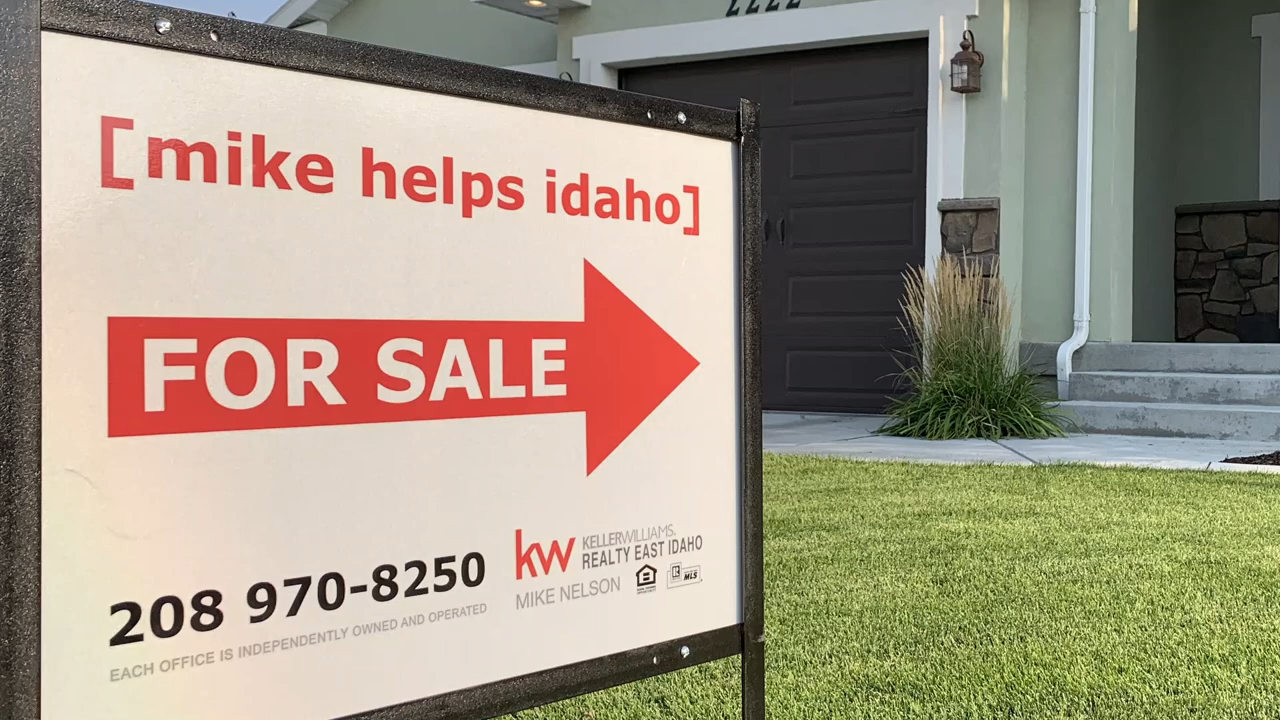 2222
[mike helps idaho]
FOR SALE
208 970-8250
EACH OFFICE IS INDEPENDENTLY OWNED AND OPERATED
kw KELLERWILLIAMS.
REALTY EAST IDAHO
MIKE NELSON
MLS